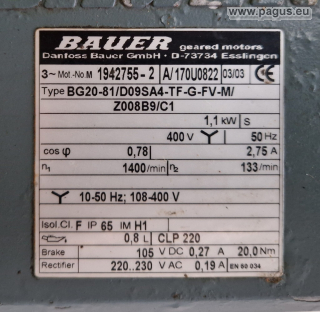 www.pagus.eu
BAUER geared motors
Danfoss Bauer GmbH · D-73734 Esslingen
3~ Mot.-No.M 1942755-2 A/170U0822 03/03
Type BG20-81/D09SA4-TF-G-FV-M/
Z008B9/C1
1,1 kW S
400 V Y 50 Hz
cos φ 0,78 2,75 A
n₁ 1400/min n₂ 133/min
Y 10-50 Hz; 108-400 V
Isol.Cl. F IP 65 IM H1
0,8 L CLP 220
Brake 105 V DC 0,27 A 20,0Nm
Rectifier 220..230 V AC 0,19 A EN 60 034